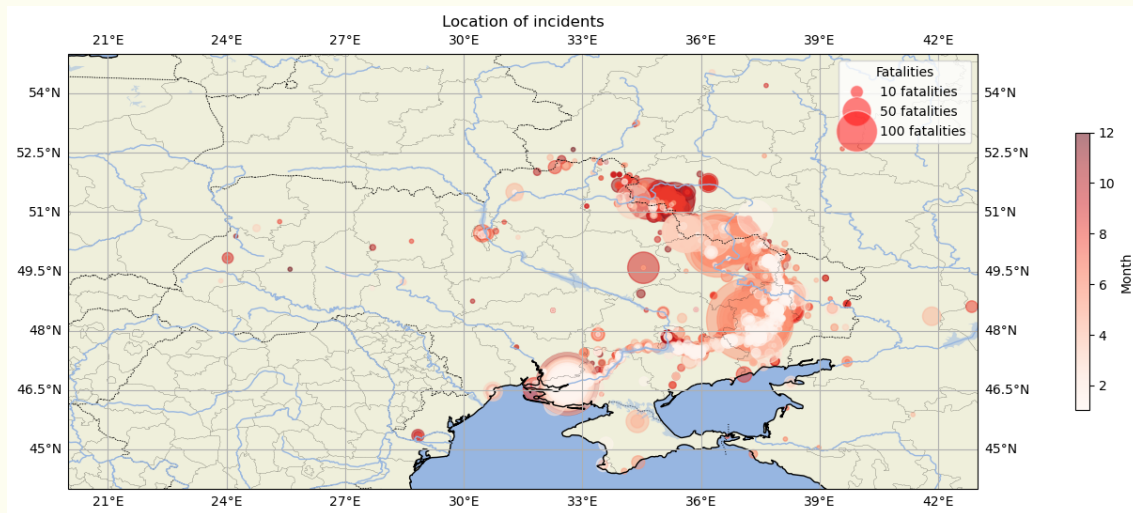 Location of incidents
21°E 24°E 27°E 30°E 33°E 36°E 39°E 42°E
Fatalities
10 fatalities
50 fatalities
100 fatalities
54°N 54°N
52.5°N 52.5°N
51°N 51°N
49.5°N 49.5°N
48°N 48°N
46.5°N 46.5°N
45°N 45°N
21°E 24°E 27°E 30°E 33°E 36°E 39°E 42°E
12
10
8
6
4
2
Month